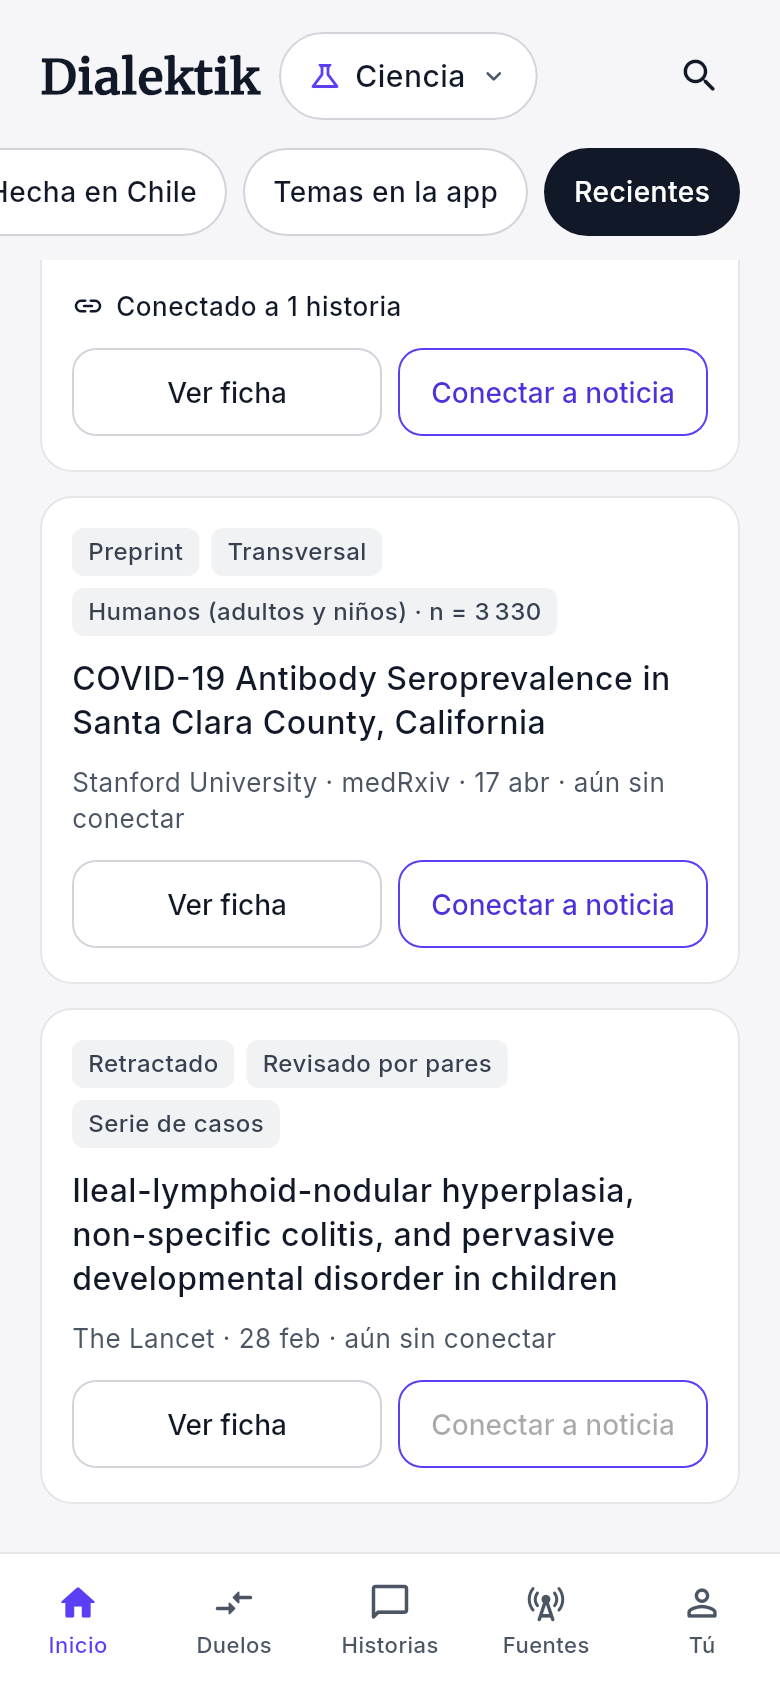 Dialektik
Ciencia
Hecha en Chile
Temas en la app
Recientes
Conectado a 1 historia
Ver ficha
Conectar a noticia
Preprint
Transversal
Humanos (adultos y niños) · n = 3 330
COVID-19 Antibody Seroprevalence in
Santa Clara County, California
Stanford University · medRxiv · 17 abr · aún sin
conectar
Ver ficha
Conectar a noticia
Retractado
Revisado por pares
Serie de casos
Ileal-lymphoid-nodular hyperplasia,
non-specific colitis, and pervasive
developmental disorder in children
The Lancet · 28 feb · aún sin conectar
Ver ficha
Conectar a noticia
Inicio
Duelos
Historias
Fuentes
Tú